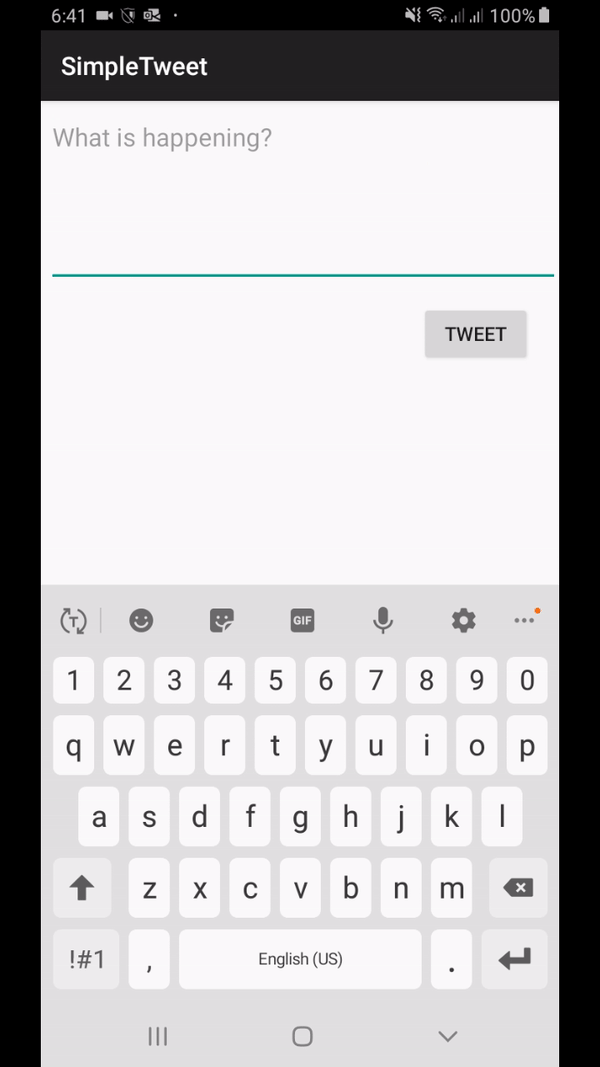 6:41 100%
SimpleTweet
What is happening?
TWEET
T GIF
1 2 3 4 5 6 7 8 9 0
q w e r t y u i o p
a s d f g h j k l
z x c v b n m
!#1 , English (US) .